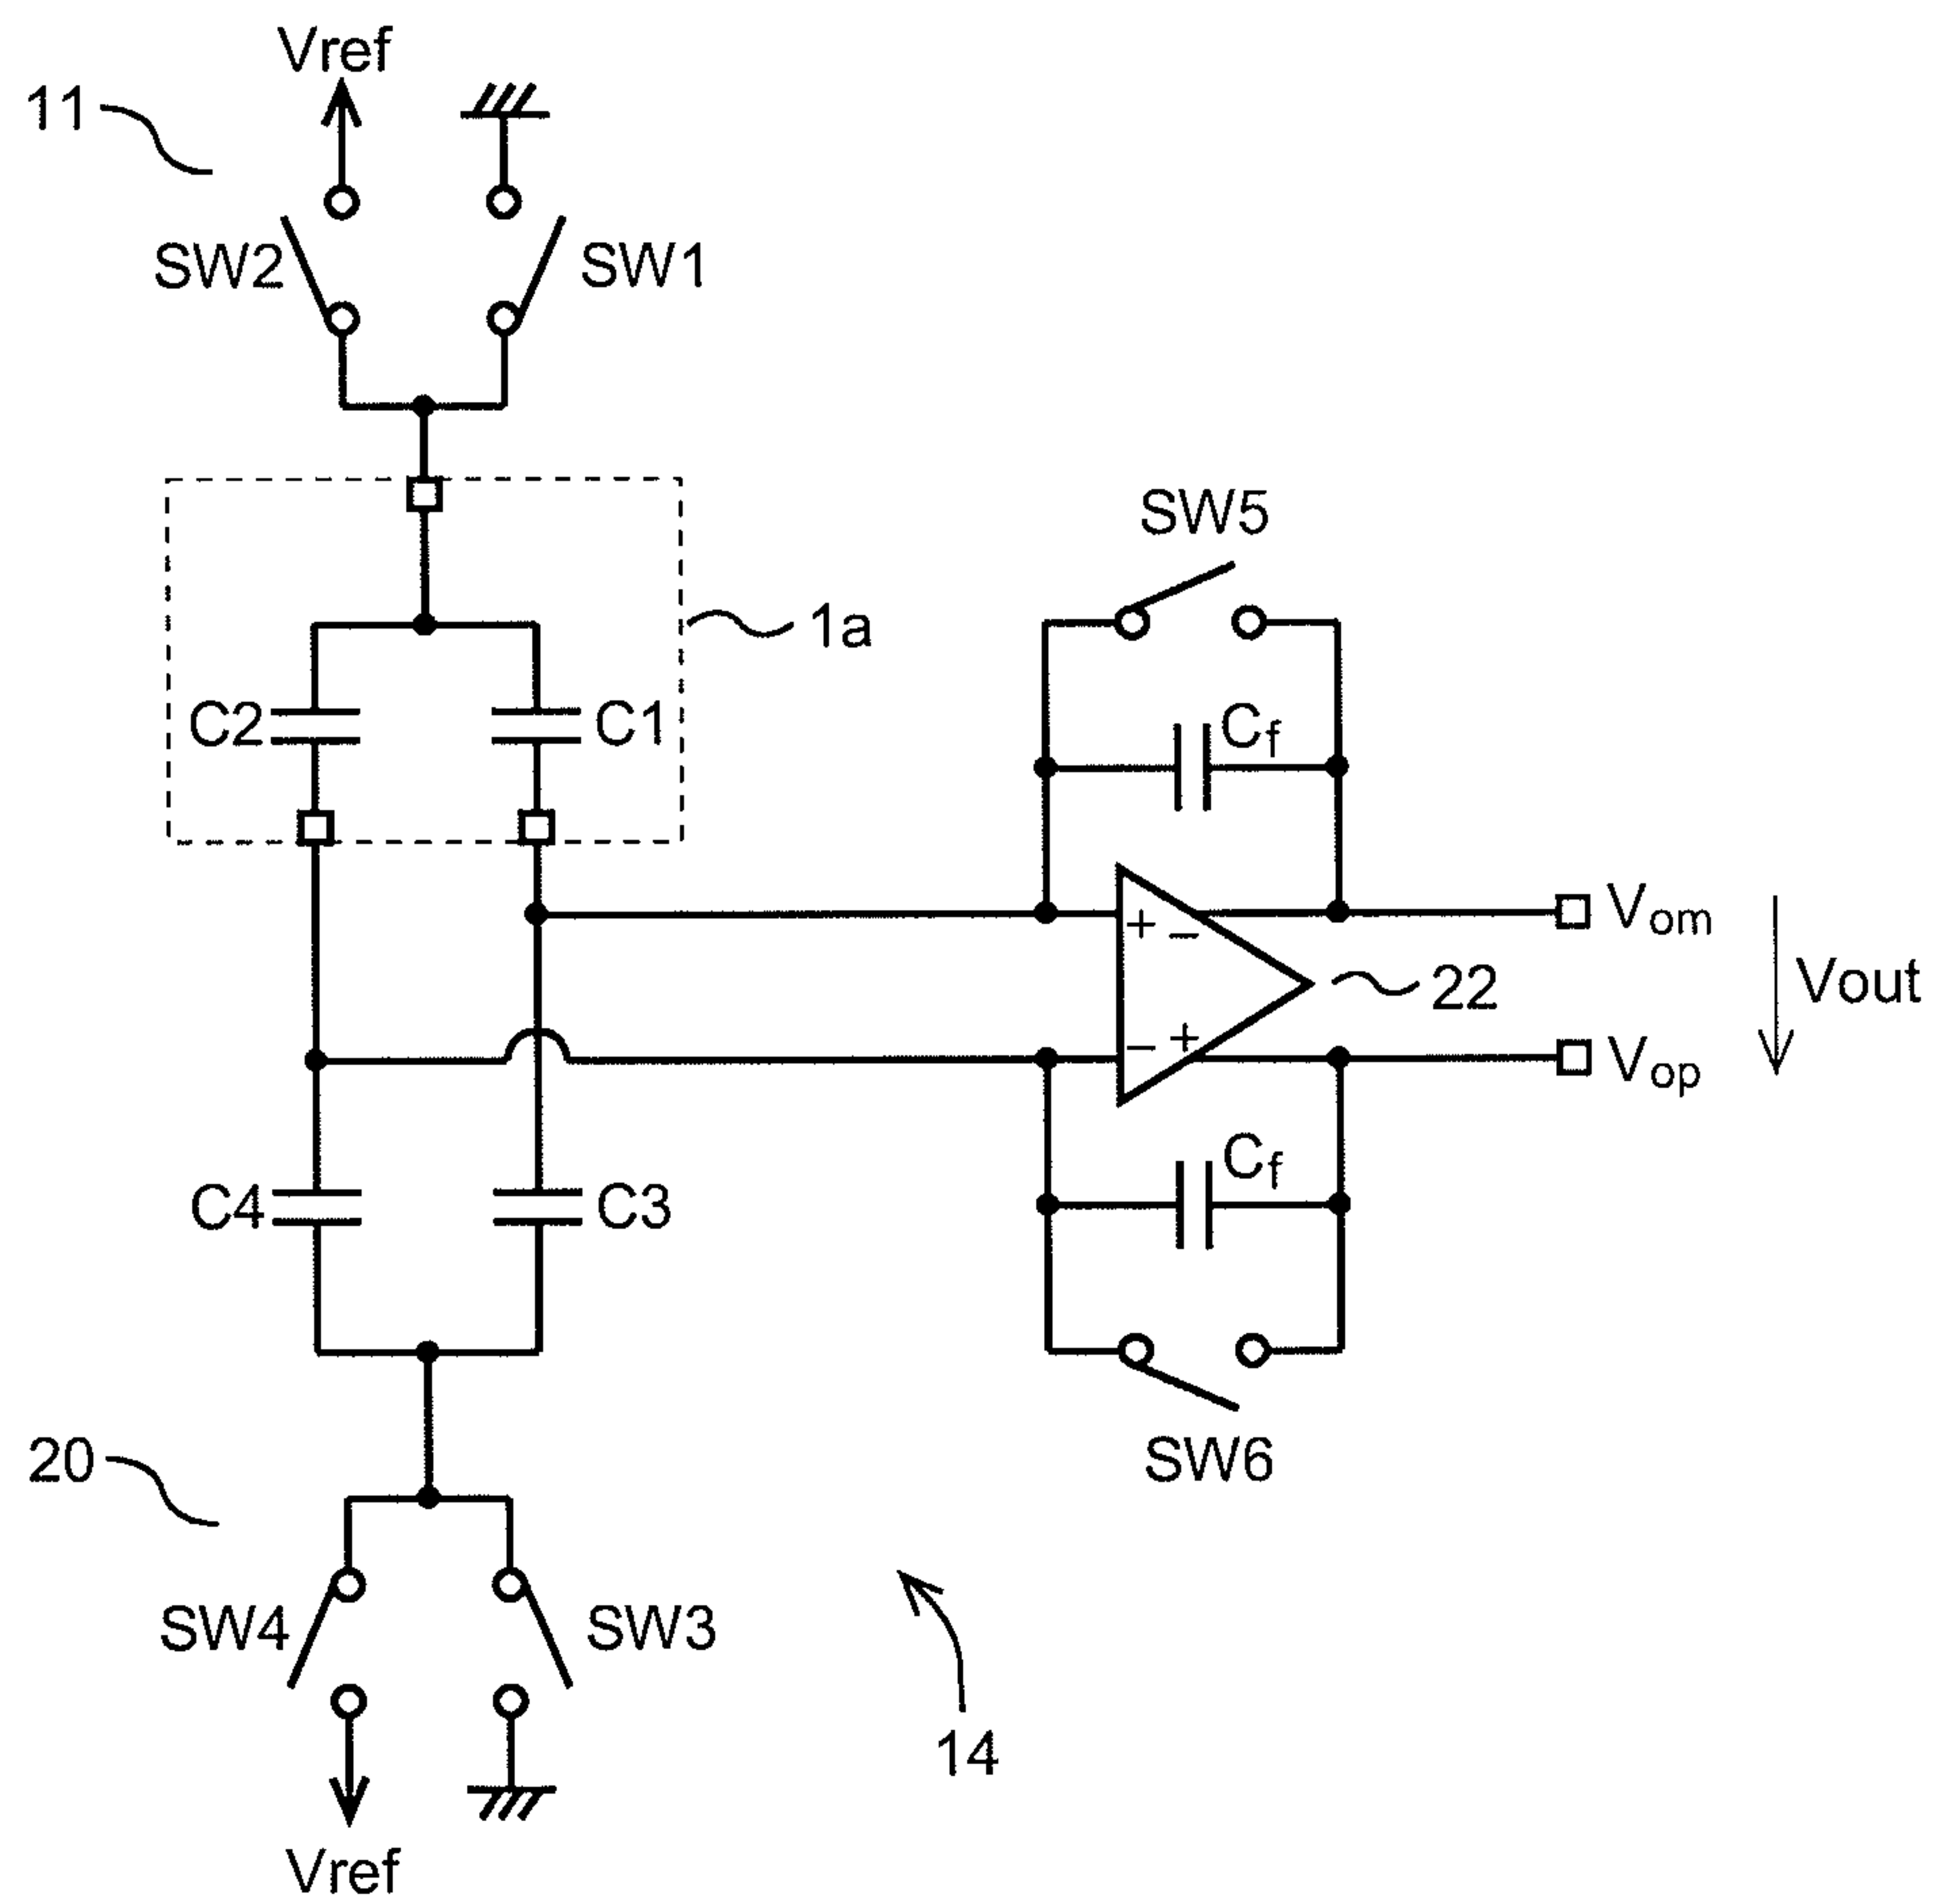 Vref
11
SW2
SW1
1a
SW5
C2
C1
Cf
+
−
Vom
22
Vout
−
+
Vop
Cf
C4
C3
SW6
20
SW4
SW3
14
Vref